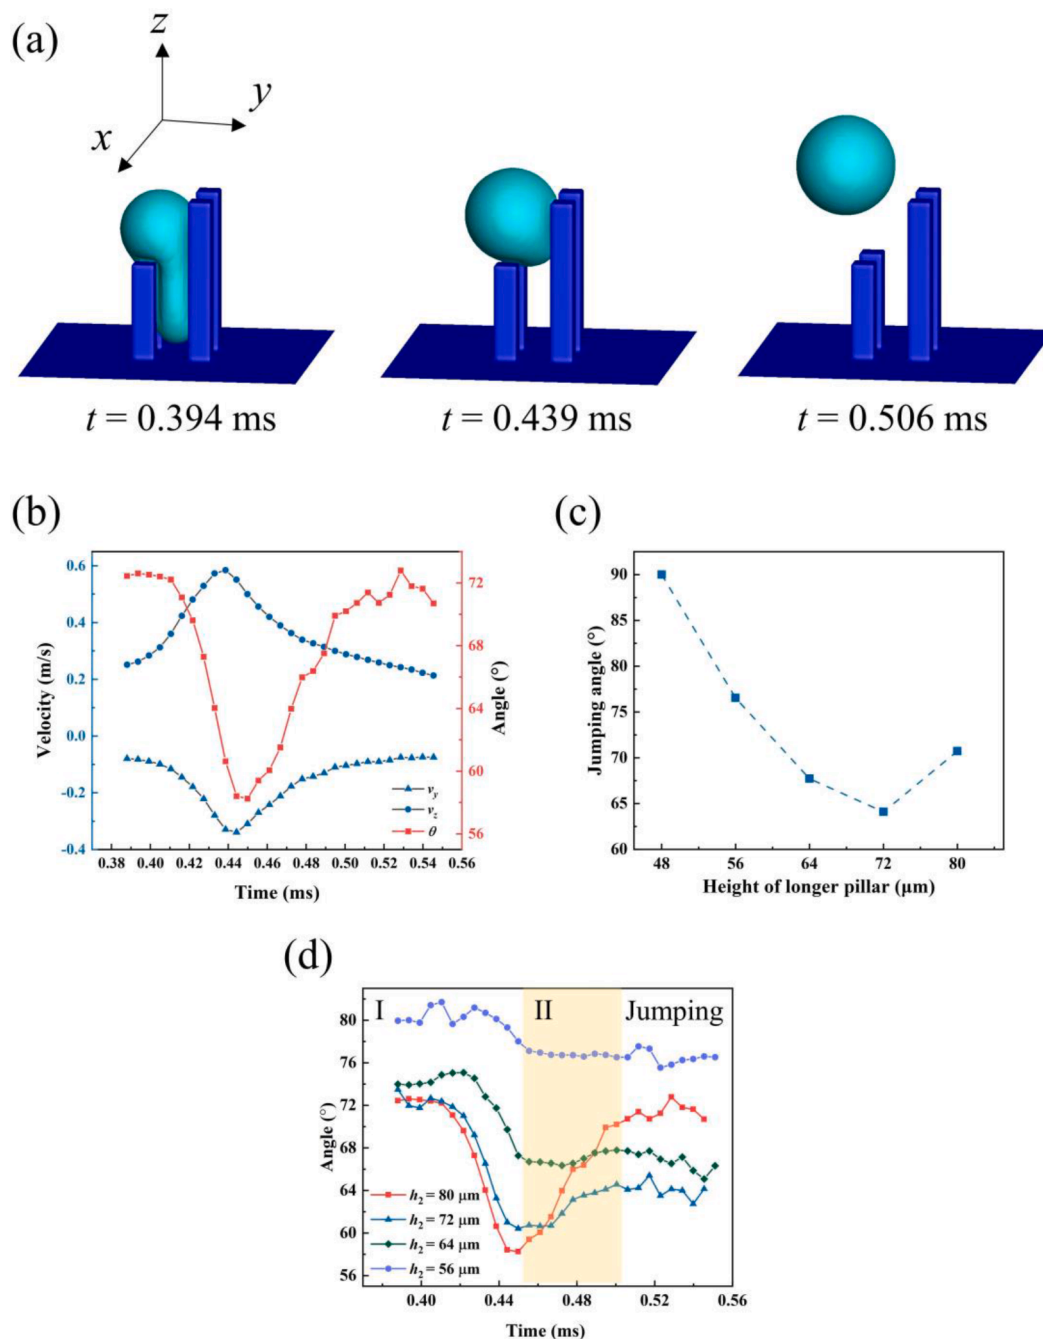 (a)
z
y
x
t = 0.394 ms
t = 0.439 ms
t = 0.506 ms
(b)
0.6
0.4
0.2
0.0
-0.2
-0.4
Velocity (m/s)
72
68
64
60
56
Angle (°)
v_y
v_z
θ
0.38 0.40 0.42 0.44 0.46 0.48 0.50 0.52 0.54 0.56
Time (ms)
(c)
90
85
80
75
70
65
60
Jumping angle (°)
48 56 64 72 80
Height of longer pillar (μm)
(d)
I II Jumping
80
76
72
68
64
60
56
Angle (°)
h₂ = 80 μm
h₂ = 72 μm
h₂ = 64 μm
h₂ = 56 μm
0.40 0.44 0.48 0.52 0.56
Time (ms)